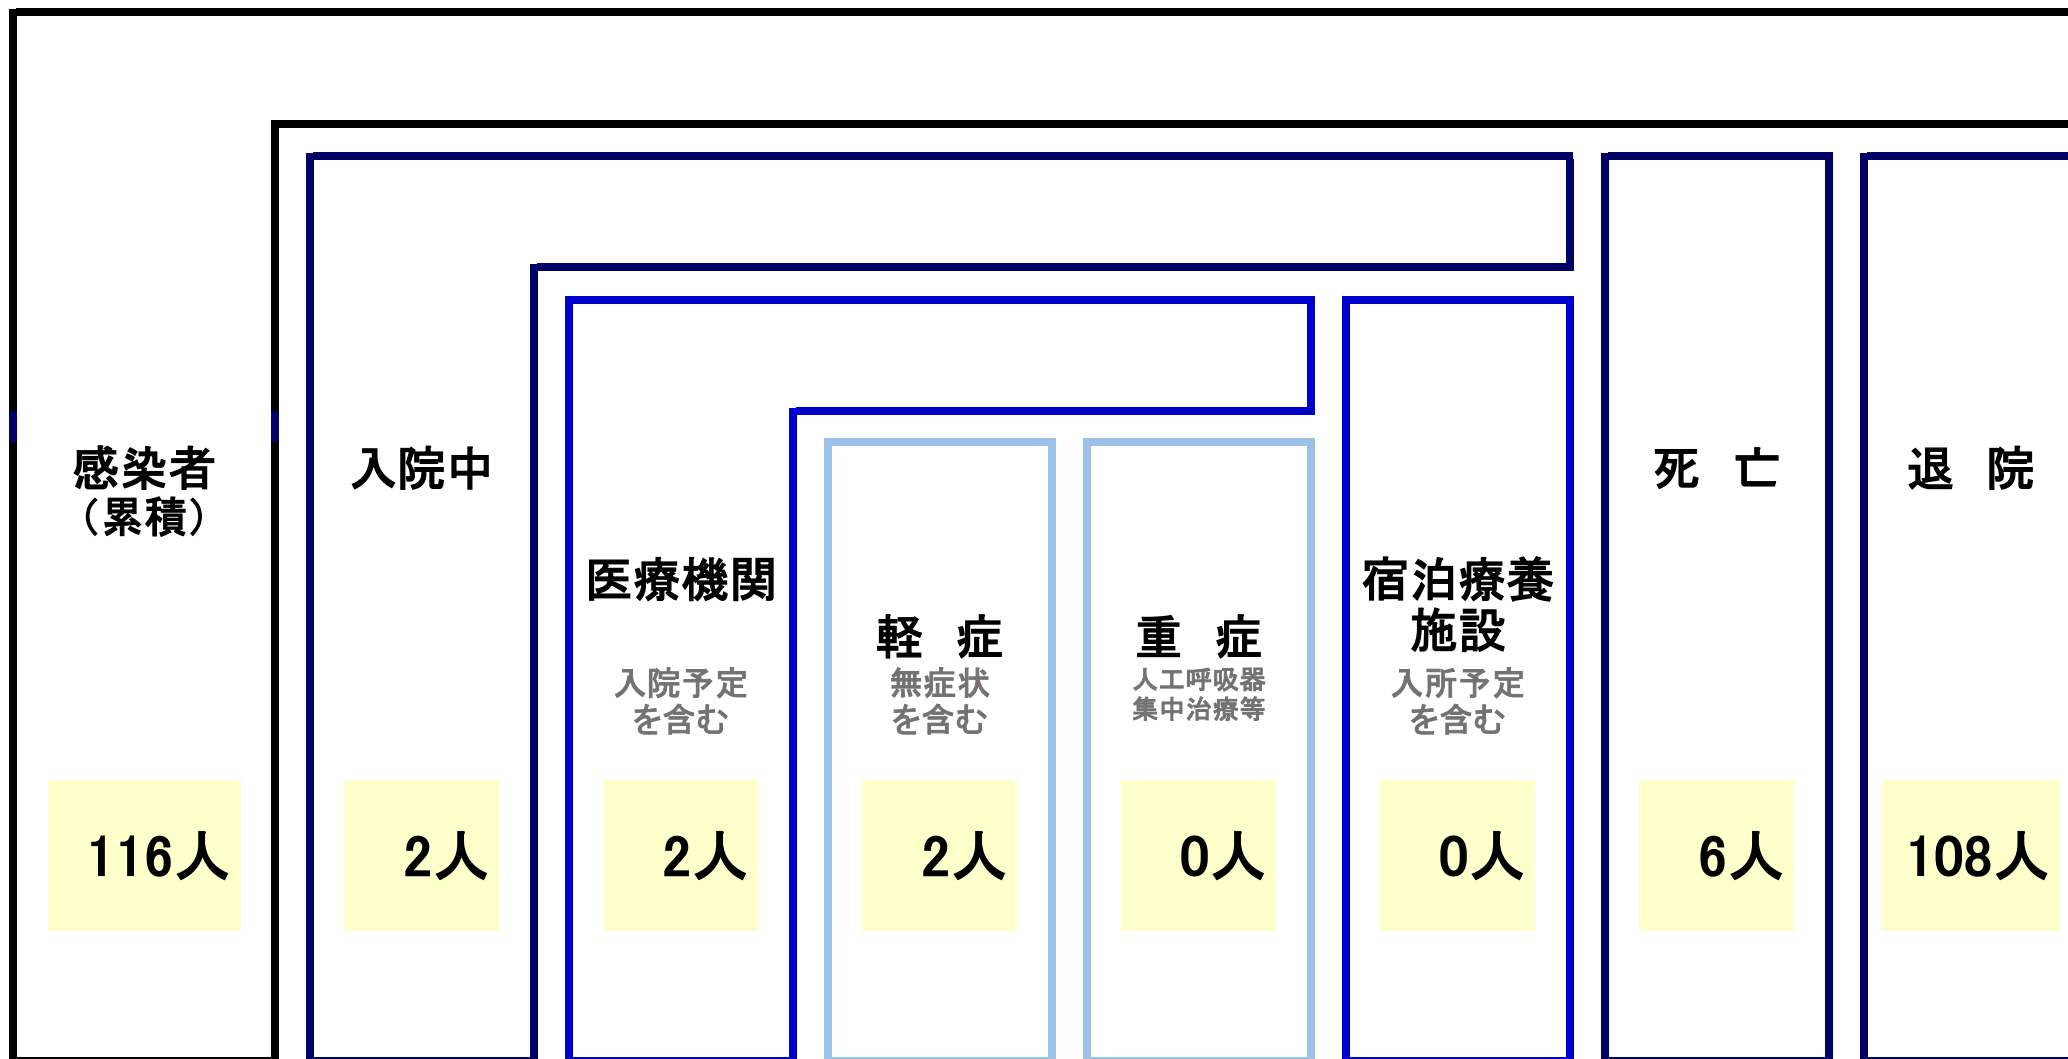 感染者
（累積）
116人
入院中
2人
医療機関
入院予定
を含む
2人
軽 症
無症状
を含む
2人
重 症
人工呼吸器
集中治療等
0人
宿泊療養
施設
入所予定
を含む
0人
死 亡
6人
退 院
108人